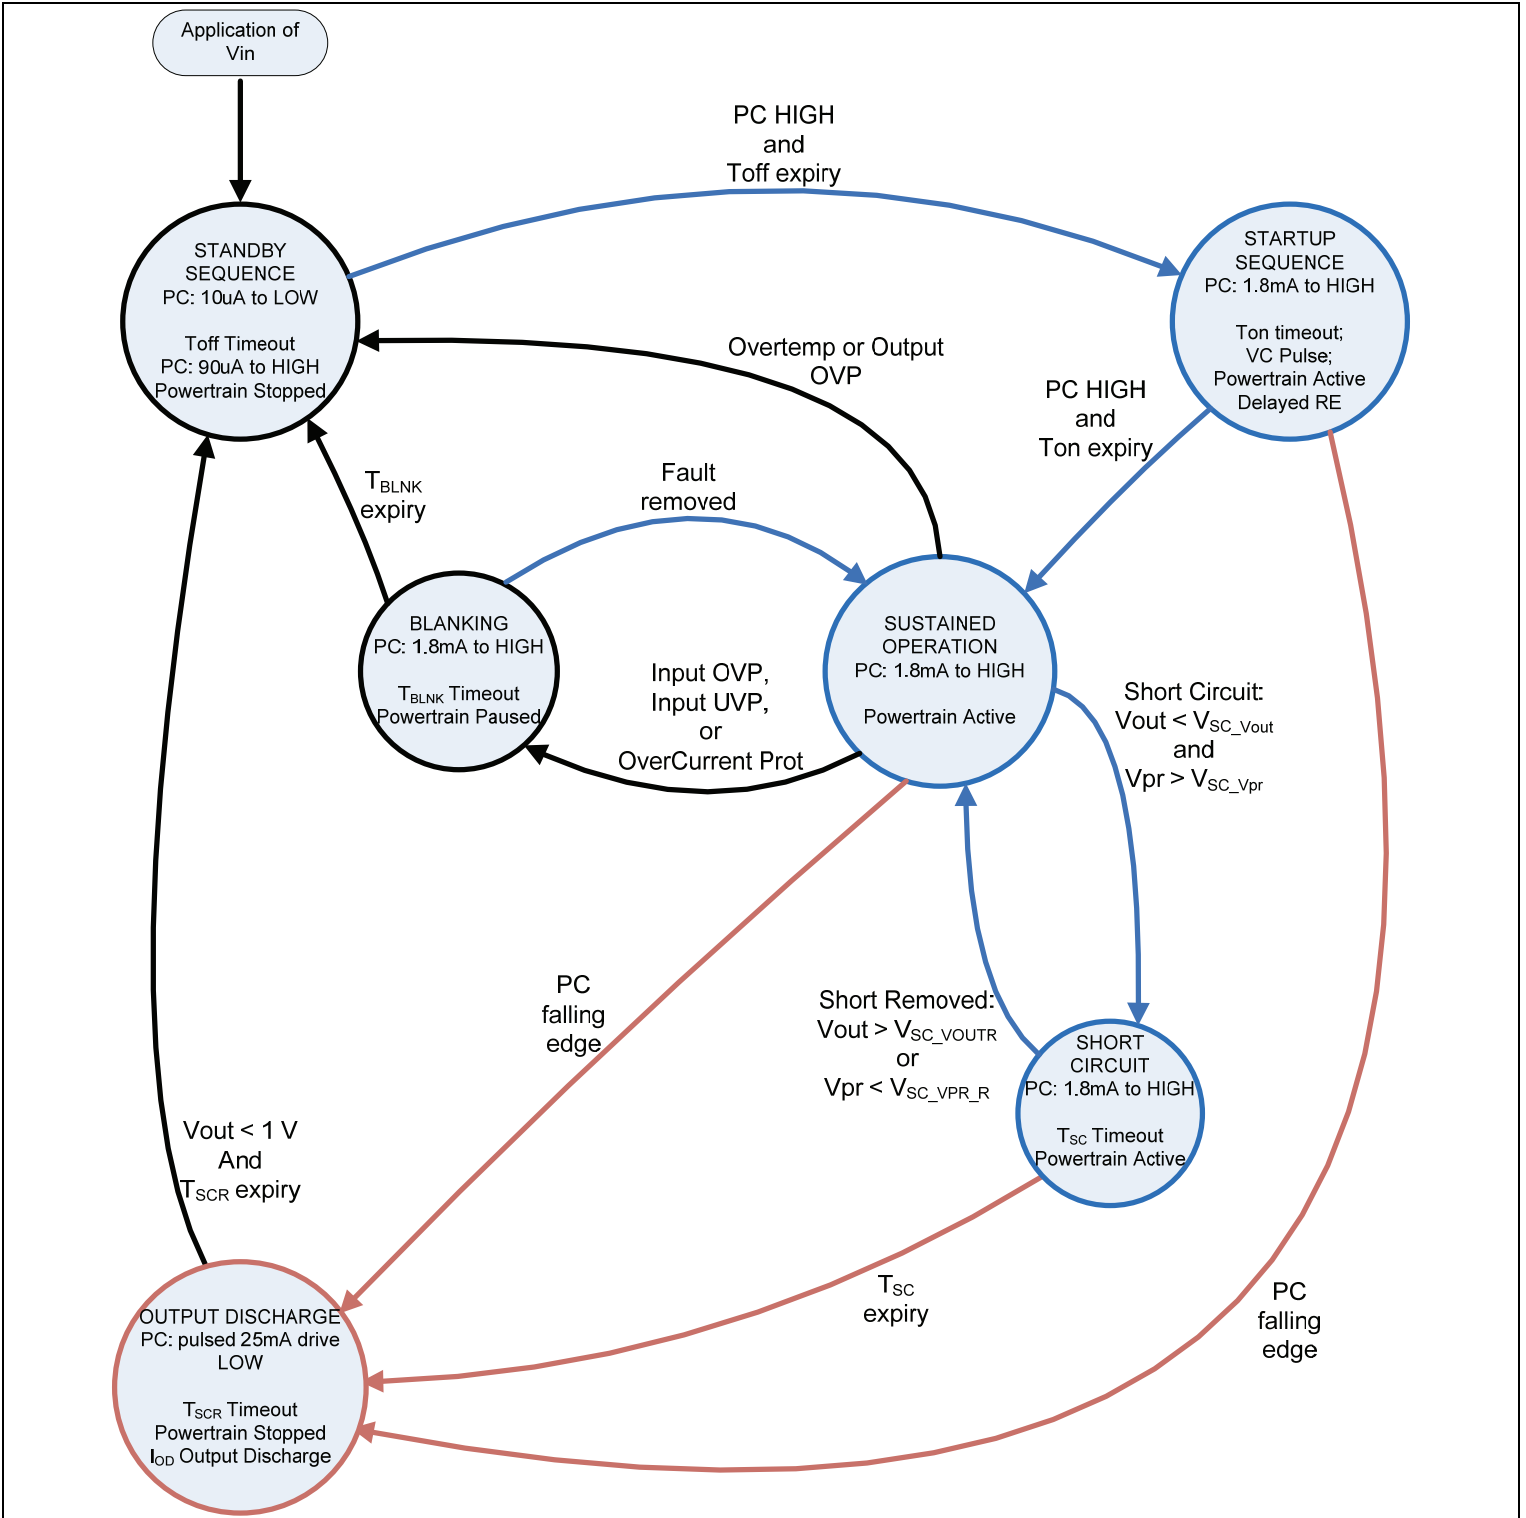 Application of
Vin
PC HIGH
and
Toff expiry
STANDBY
SEQUENCE
PC: 10uA to LOW
Toff Timeout
PC: 90uA to HIGH
Powertrain Stopped
STARTUP
SEQUENCE
PC: 1.8mA to HIGH
Ton timeout;
VC Pulse;
Powertrain Active
Delayed RE
Overtemp or Output
OVP
PC HIGH
and
Ton expiry
TBLNK
expiry
Fault
removed
BLANKING
PC: 1.8mA to HIGH
TBLNK Timeout
Powertrain Paused
Input OVP,
Input UVP,
or
OverCurrent Prot
SUSTAINED
OPERATION
PC: 1.8mA to HIGH
Powertrain Active
Short Circuit:
Vout < VSC_Vout
and
Vpr > VSC_Vpr
PC
falling
edge
Short Removed:
Vout > VSC_VOUTR
or
Vpr < VSC_VPR_R
SHORT
CIRCUIT
PC: 1.8mA to HIGH
TSC Timeout
Powertrain Active
Vout < 1 V
And
TSCR expiry
TSC
expiry
PC
falling
edge
OUTPUT DISCHARGE
PC: pulsed 25mA drive
LOW
TSCR Timeout
Powertrain Stopped
IOD Output Discharge